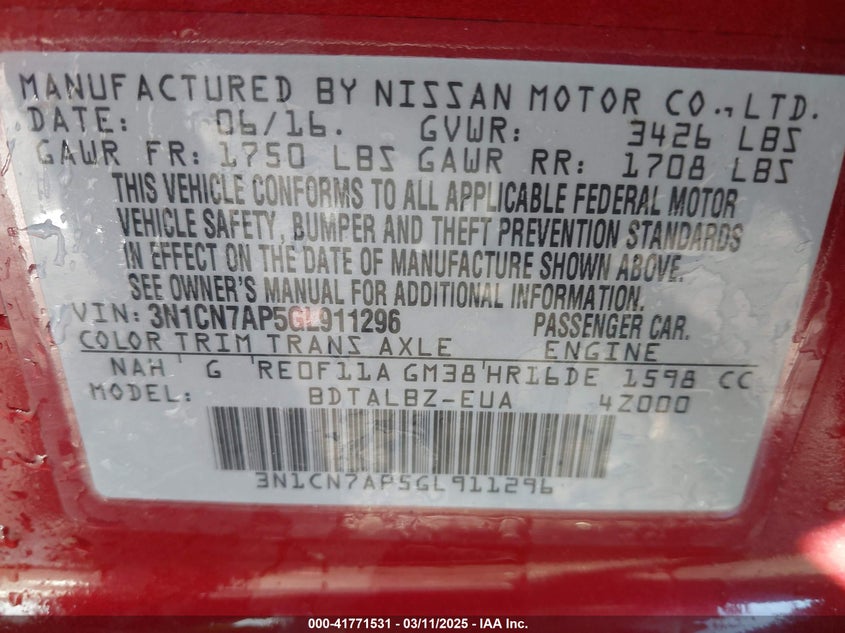 MANUFACTURED BY NISSAN MOTOR CO., LTD.
DATE: 06/16. GVWR: 3426 LBS
GAWR FR: 1750 LBS GAWR RR: 1708 LBS
THIS VEHICLE CONFORMS TO ALL APPLICABLE FEDERAL MOTOR
VEHICLE SAFETY, BUMPER AND THEFT PREVENTION STANDARDS
IN EFFECT ON THE DATE OF MANUFACTURE SHOWN ABOVE.
SEE OWNER'S MANUAL FOR ADDITIONAL INFORMATION.
VIN: 3N1CN7AP5GL911296 PASSENGER CAR.
COLOR TRIM TRANS AXLE ENGINE
NAH G RE0F11A GM38 HR16DE 1598 CC
MODEL: BDTALBZ-EUA 4Z000
3N1CN7AP5GL911296
000-41771531 - 03/11/2025 - IAA Inc.